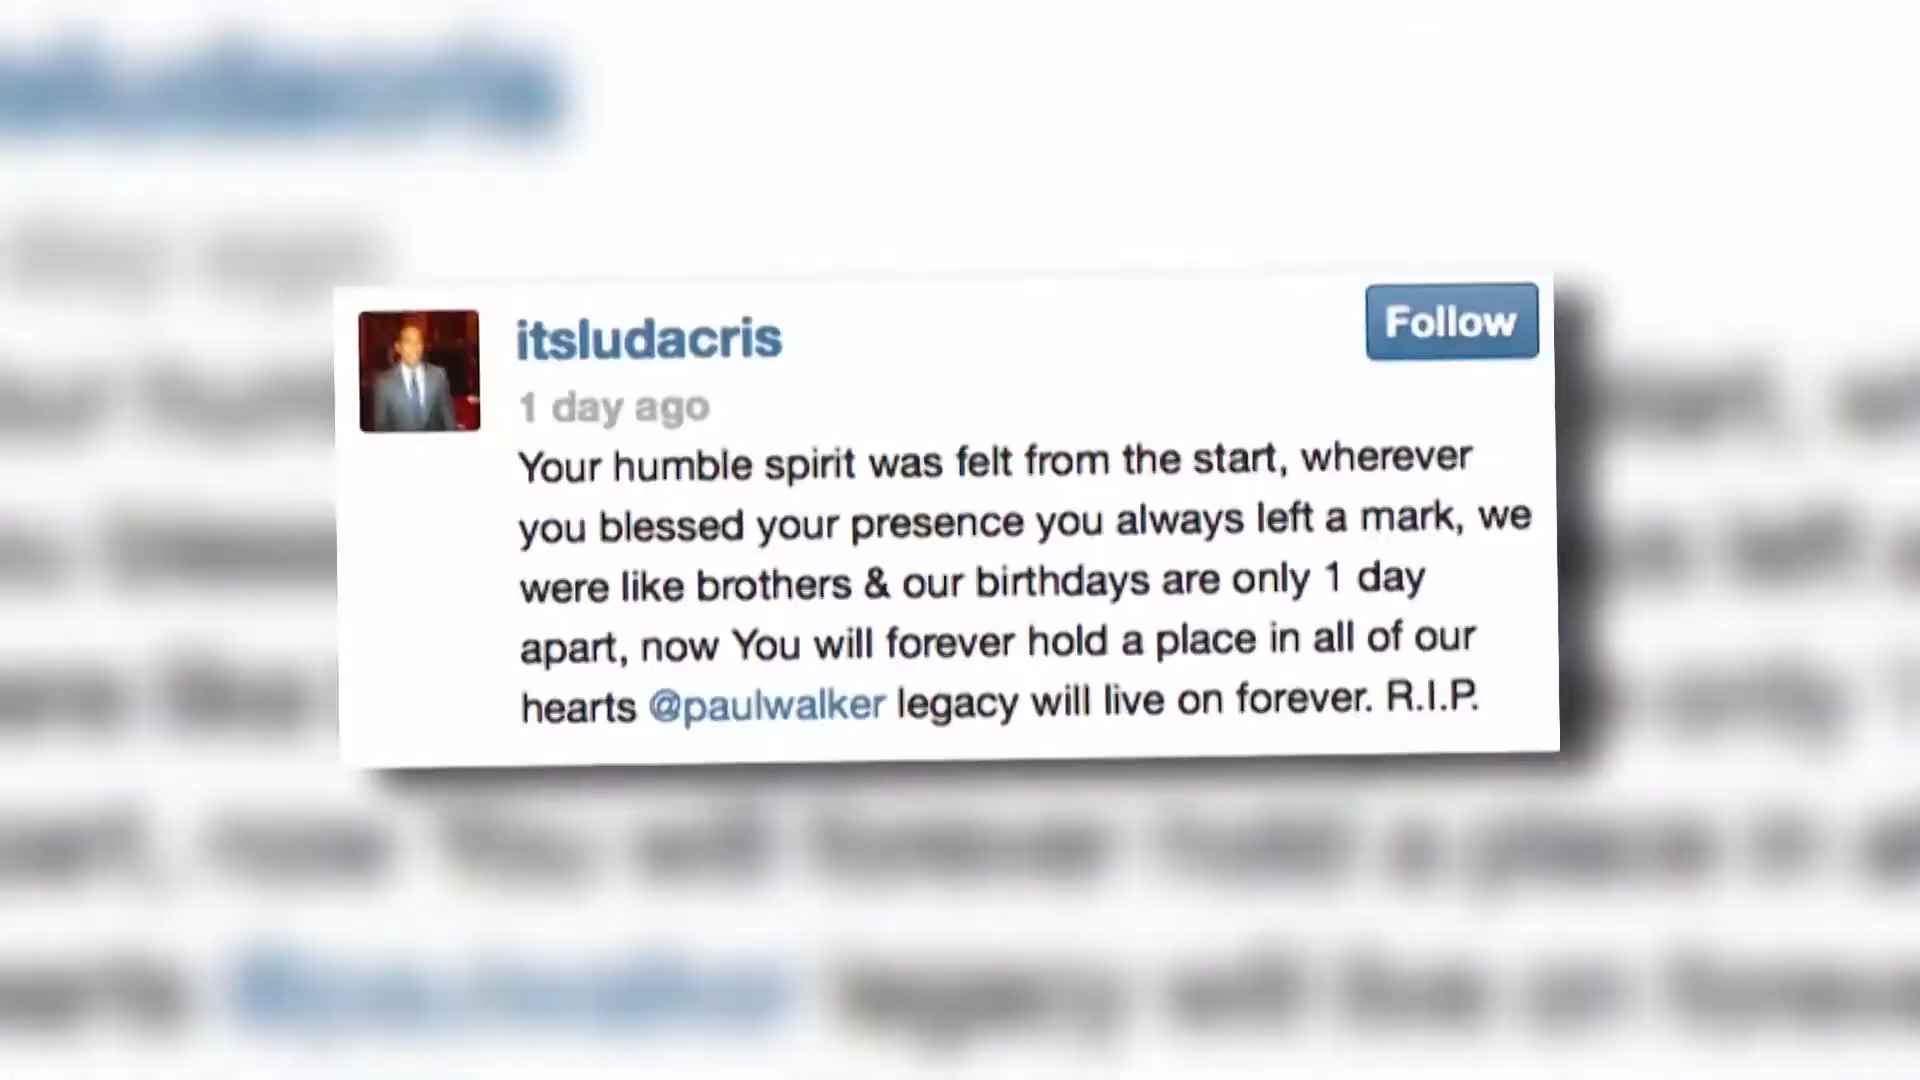 itsludacris
Follow
1 day ago
Your humble spirit was felt from the start, wherever
you blessed your presence you always left a mark, we
were like brothers & our birthdays are only 1 day
apart, now You will forever hold a place in all of our
hearts @paulwalker legacy will live on forever. R.I.P.